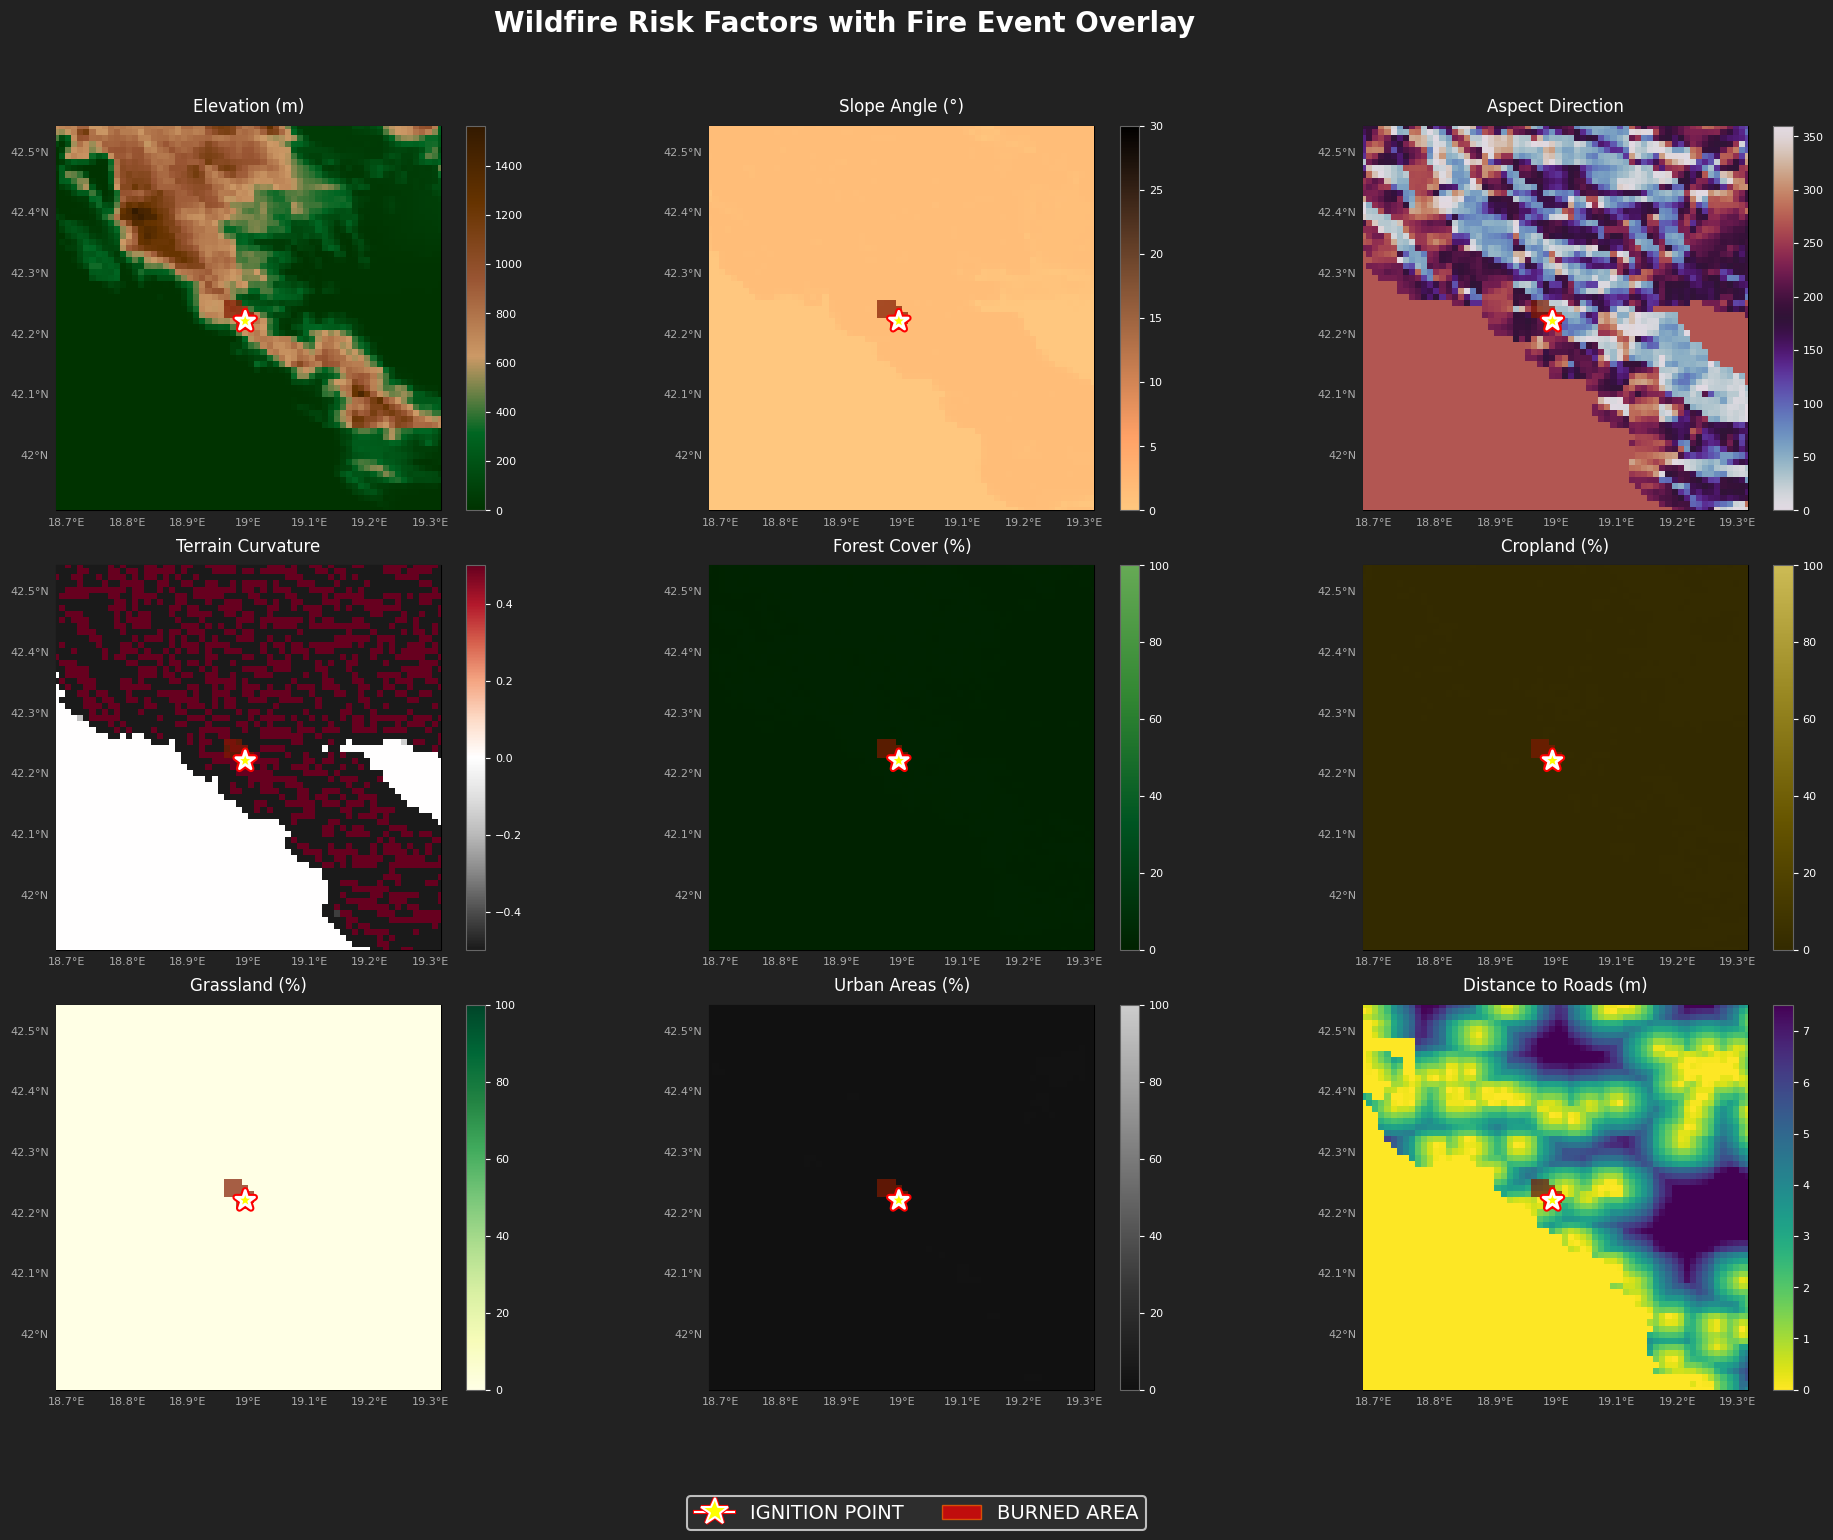 Wildfire Risk Factors with Fire Event Overlay
Elevation (m)
42.5°N
42.4°N
42.3°N
42.2°N
42.1°N
42°N
18.7°E 18.8°E 18.9°E 19°E 19.1°E 19.2°E 19.3°E
1400
1200
1000
800
600
400
200
0
Slope Angle (°)
42.5°N
42.4°N
42.3°N
42.2°N
42.1°N
42°N
18.7°E 18.8°E 18.9°E 19°E 19.1°E 19.2°E 19.3°E
30
25
20
15
10
5
0
Aspect Direction
42.5°N
42.4°N
42.3°N
42.2°N
42.1°N
42°N
18.7°E 18.8°E 18.9°E 19°E 19.1°E 19.2°E 19.3°E
350
300
250
200
150
100
50
0
Terrain Curvature
42.5°N
42.4°N
42.3°N
42.2°N
42.1°N
42°N
18.7°E 18.8°E 18.9°E 19°E 19.1°E 19.2°E 19.3°E
0.4
0.2
0.0
−0.2
−0.4
Forest Cover (%)
42.5°N
42.4°N
42.3°N
42.2°N
42.1°N
42°N
18.7°E 18.8°E 18.9°E 19°E 19.1°E 19.2°E 19.3°E
100
80
60
40
20
0
Cropland (%)
42.5°N
42.4°N
42.3°N
42.2°N
42.1°N
42°N
18.7°E 18.8°E 18.9°E 19°E 19.1°E 19.2°E 19.3°E
100
80
60
40
20
0
Grassland (%)
42.5°N
42.4°N
42.3°N
42.2°N
42.1°N
42°N
18.7°E 18.8°E 18.9°E 19°E 19.1°E 19.2°E 19.3°E
100
80
60
40
20
0
Urban Areas (%)
42.5°N
42.4°N
42.3°N
42.2°N
42.1°N
42°N
18.7°E 18.8°E 18.9°E 19°E 19.1°E 19.2°E 19.3°E
100
80
60
40
20
0
Distance to Roads (m)
42.5°N
42.4°N
42.3°N
42.2°N
42.1°N
42°N
18.7°E 18.8°E 18.9°E 19°E 19.1°E 19.2°E 19.3°E
7
6
5
4
3
2
1
0
IGNITION POINT BURNED AREA